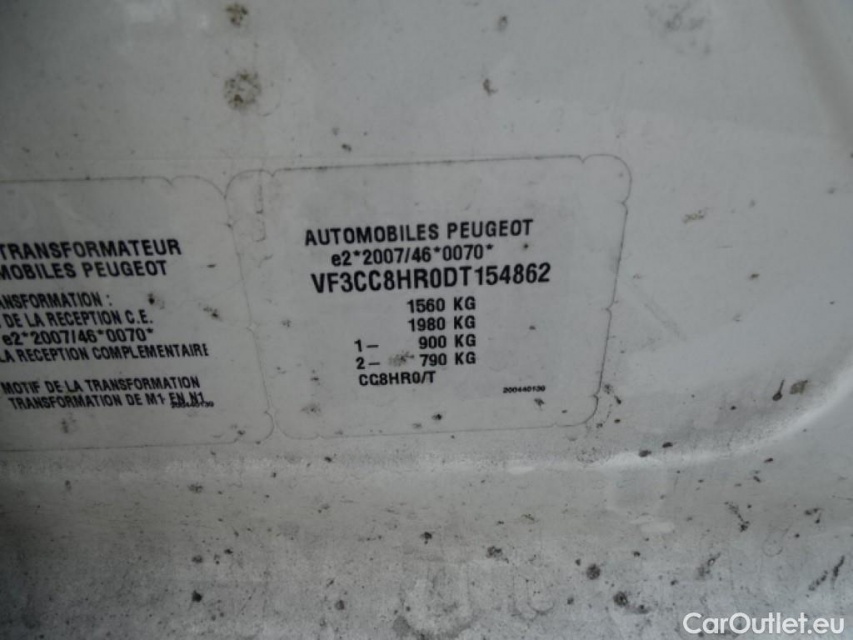 TRANSFORMATEUR
MOBILES PEUGEOT
ANSFORMATION :
DE LA RECEPTION C.E.
e2*2007/46*0070*
LA RECEPTION COMPLEMENTAIRE
MOTIF DE LA TRANSFORMATION
TRANSFORMATION DE M1 EN N1
AUTOMOBILES PEUGEOT
e2*2007/46*0070*
VF3CC8HR0DT154862
1560 KG
1980 KG
1– 900 KG
2– 790 KG
CC8HR0/T
200440130
CarOutlet.eu